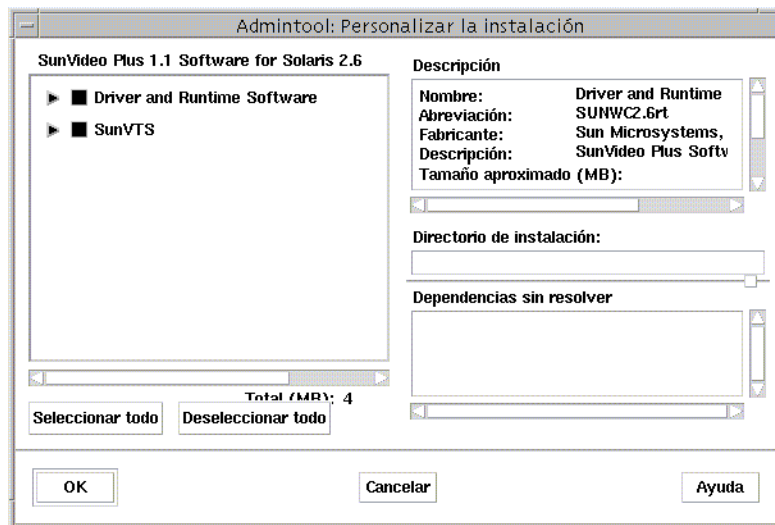 Admintool: Personalizar la instalación
SunVideo Plus 1.1 Software for Solaris 2.6
Driver and Runtime Software
SunVTS
Total (MB): 4
Seleccionar todo
Deseleccionar todo
Descripción
Nombre: Driver and Runtime
Abreviación: SUNWC2.6rt
Fabricante: Sun Microsystems,
Descripción: SunVideo Plus Softw
Tamaño aproximado (MB):
Directorio de instalación:
Dependencias sin resolver
OK
Cancelar
Ayuda